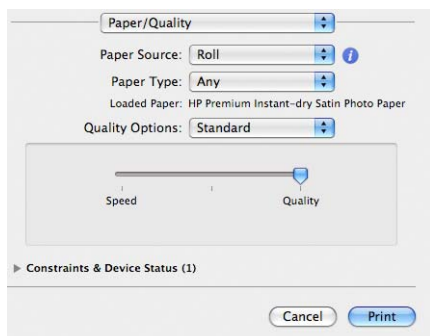 Paper/Quality
Paper Source: Roll
Paper Type: Any
Loaded Paper: HP Premium Instant-dry Satin Photo Paper
Quality Options: Standard
Speed Quality
Constraints & Device Status (1)
Cancel Print